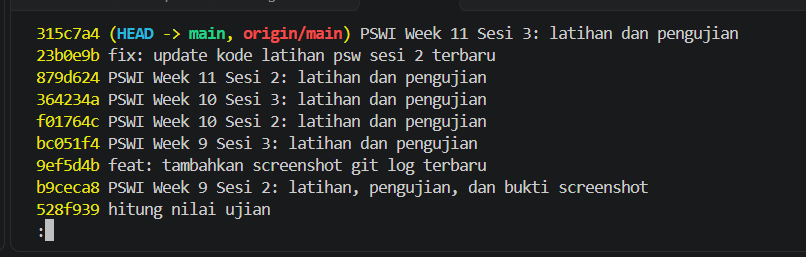 315c7a4 (HEAD -> main, origin/main) PSWI Week 11 Sesi 3: latihan dan pengujian
23b0e9b fix: update kode latihan psw sesi 2 terbaru
879d624 PSWI Week 11 Sesi 2: latihan dan pengujian
364234a PSWI Week 10 Sesi 3: latihan dan pengujian
f01764c PSWI Week 10 Sesi 2: latihan dan pengujian
bc051f4 PSWI Week 9 Sesi 3: latihan dan pengujian
9ef5d4b feat: tambahkan screenshot git log terbaru
b9ceca8 PSWI Week 9 Sesi 2: latihan, pengujian, dan bukti screenshot
528f939 hitung nilai ujian
: